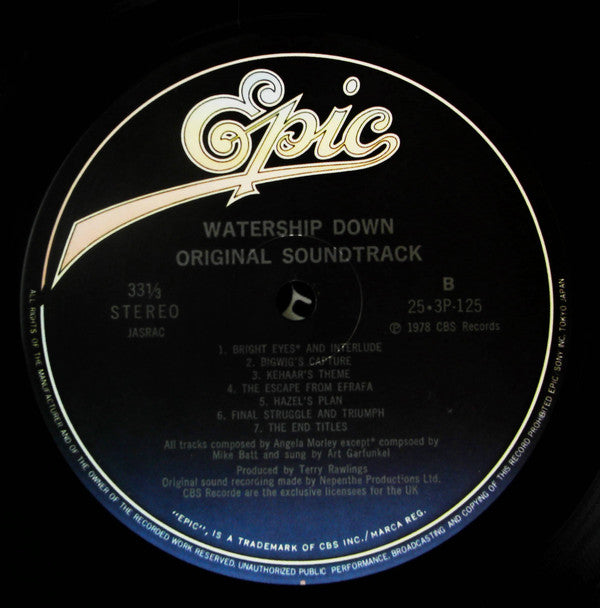 Epic
WATERSHIP DOWN
ORIGINAL SOUNDTRACK
33⅓
STEREO
JASRAC
B
25•3P-125
℗ 1978 CBS Records
1. BRIGHT EYES* AND INTERLUDE
2. BIGWIG'S CAPTURE
3. KEHAAR'S THEME
4. THE ESCAPE FROM EFRAFA
5. HAZEL'S PLAN
6. FINAL STRUGGLE AND TRIUMPH
7. THE END TITLES
All tracks composed by Angela Morley except* compsoed by
Mike Batt and sung by Art Garfunkel
Produced by Terry Rawlings
Original sound recording made by Nepenthe Productions Ltd.
CBS Recorde are the exclusive licensees for the UK
"EPIC", IS A TRADEMARK OF CBS INC./MARCA REG.
ALL RIGHTS OF THE MANUFACTURER AND OF THE OWNER OF THE RECORDED WORK RESERVED. UNAUTHORIZED PUBLIC PERFORMANCE, BROADCASTING AND COPYING OF THIS RECORD PROHIBITED EPIC. SONY INC. TOKYO JAPAN